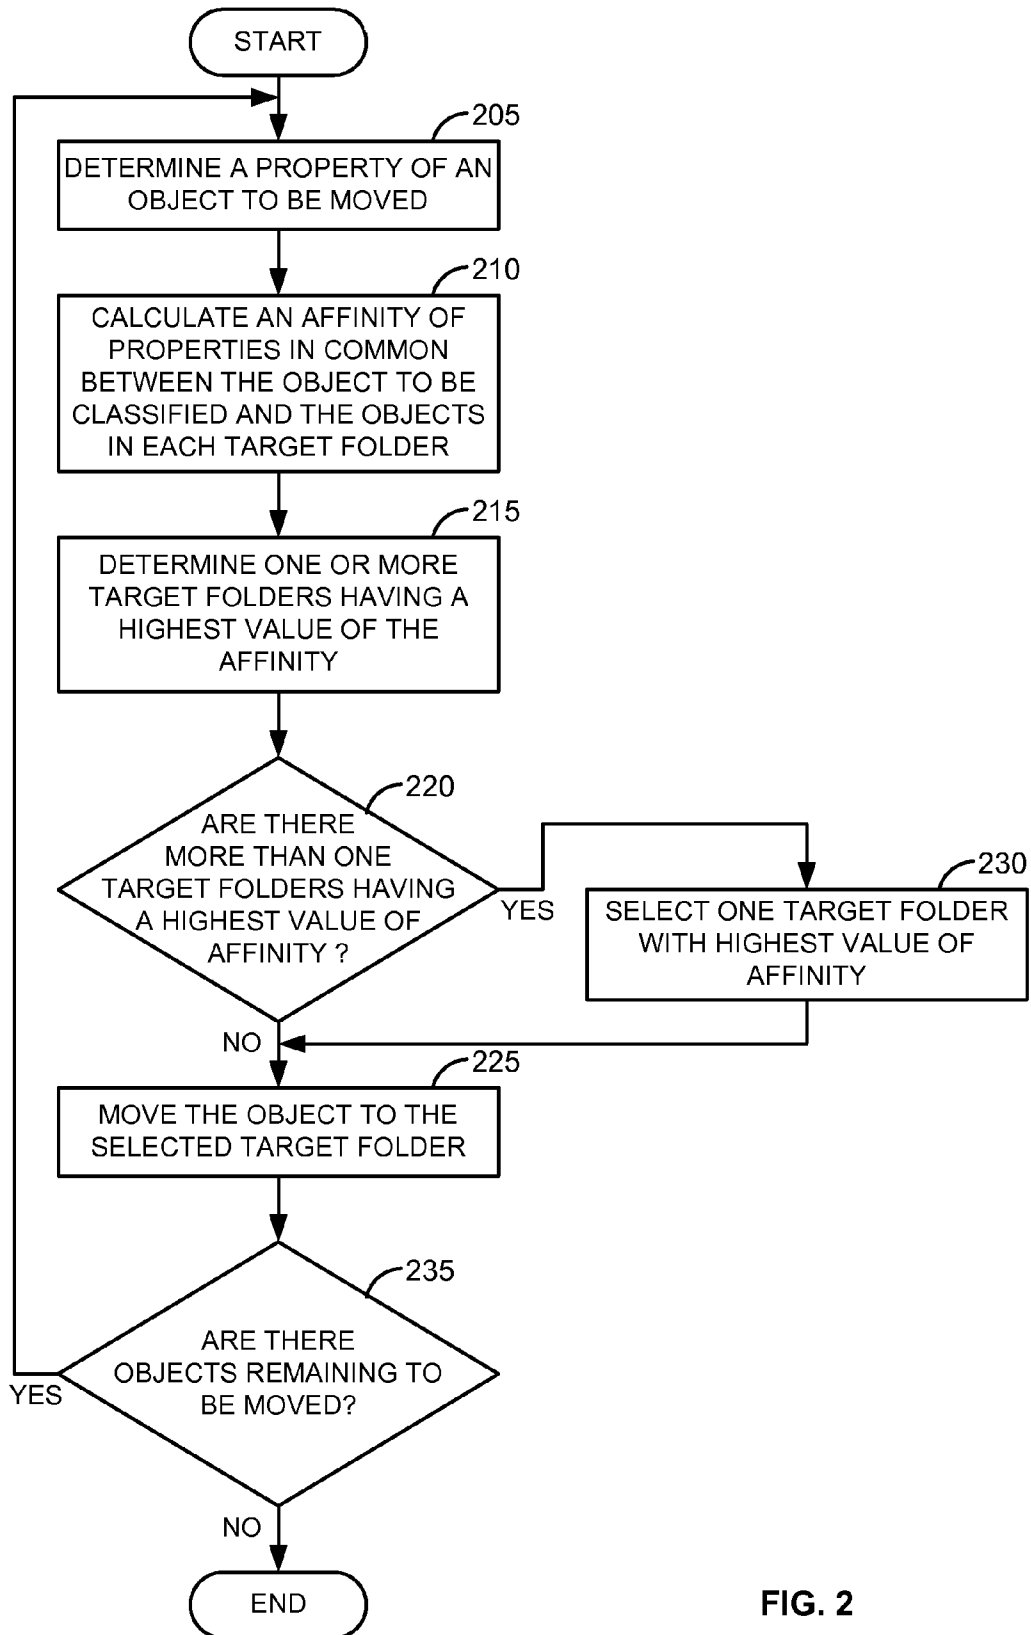 START
205
DETERMINE A PROPERTY OF AN
OBJECT TO BE MOVED
210
CALCULATE AN AFFINITY OF
PROPERTIES IN COMMON
BETWEEN THE OBJECT TO BE
CLASSIFIED AND THE OBJECTS
IN EACH TARGET FOLDER
215
DETERMINE ONE OR MORE
TARGET FOLDERS HAVING A
HIGHEST VALUE OF THE
AFFINITY
220
ARE THERE
MORE THAN ONE
TARGET FOLDERS HAVING
A HIGHEST VALUE OF
AFFINITY ?
YES
230
SELECT ONE TARGET FOLDER
WITH HIGHEST VALUE OF
AFFINITY
NO
225
MOVE THE OBJECT TO THE
SELECTED TARGET FOLDER
235
ARE THERE
OBJECTS REMAINING TO
BE MOVED?
YES
NO
END
FIG. 2